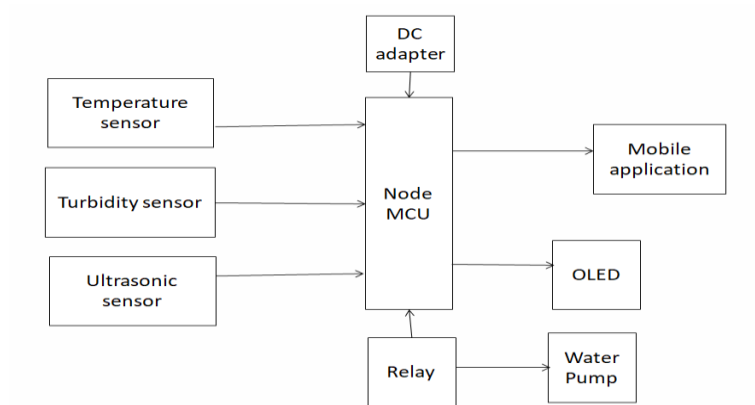 DC
adapter
Temperature
sensor
Mobile
application
Turbidity sensor
Node
MCU
Ultrasonic
sensor
OLED
Relay
Water
Pump